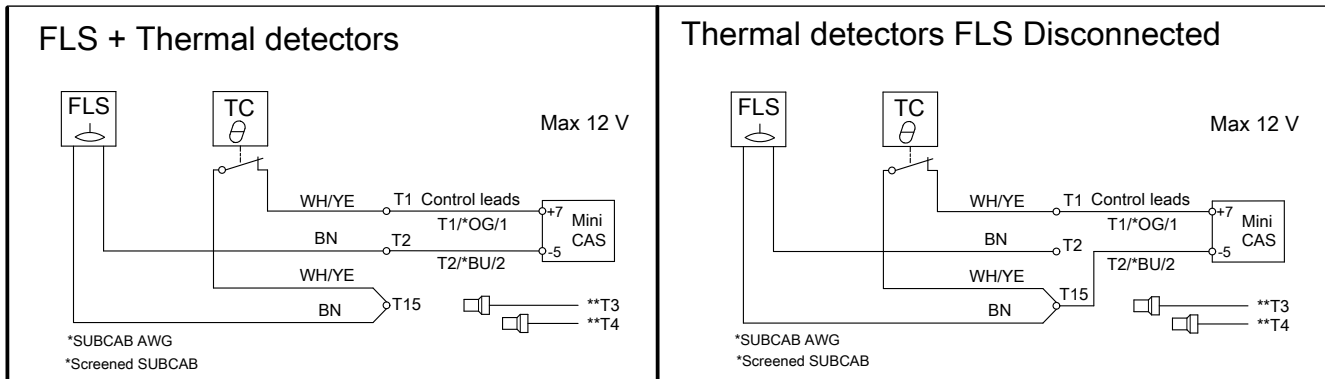 FLS + Thermal detectors
FLS
TC
Max 12 V
WH/YE
T1
Control leads
+7
Mini
CAS
T1/*OG/1
BN
T2
-5
T2/*BU/2
WH/YE
T15
BN
**T3
**T4
*SUBCAB AWG
*Screened SUBCAB
Thermal detectors FLS Disconnected
FLS
TC
Max 12 V
WH/YE
T1
Control leads
+7
Mini
CAS
T1/*OG/1
BN
T2
-5
T2/*BU/2
WH/YE
T15
BN
**T3
**T4
*SUBCAB AWG
*Screened SUBCAB